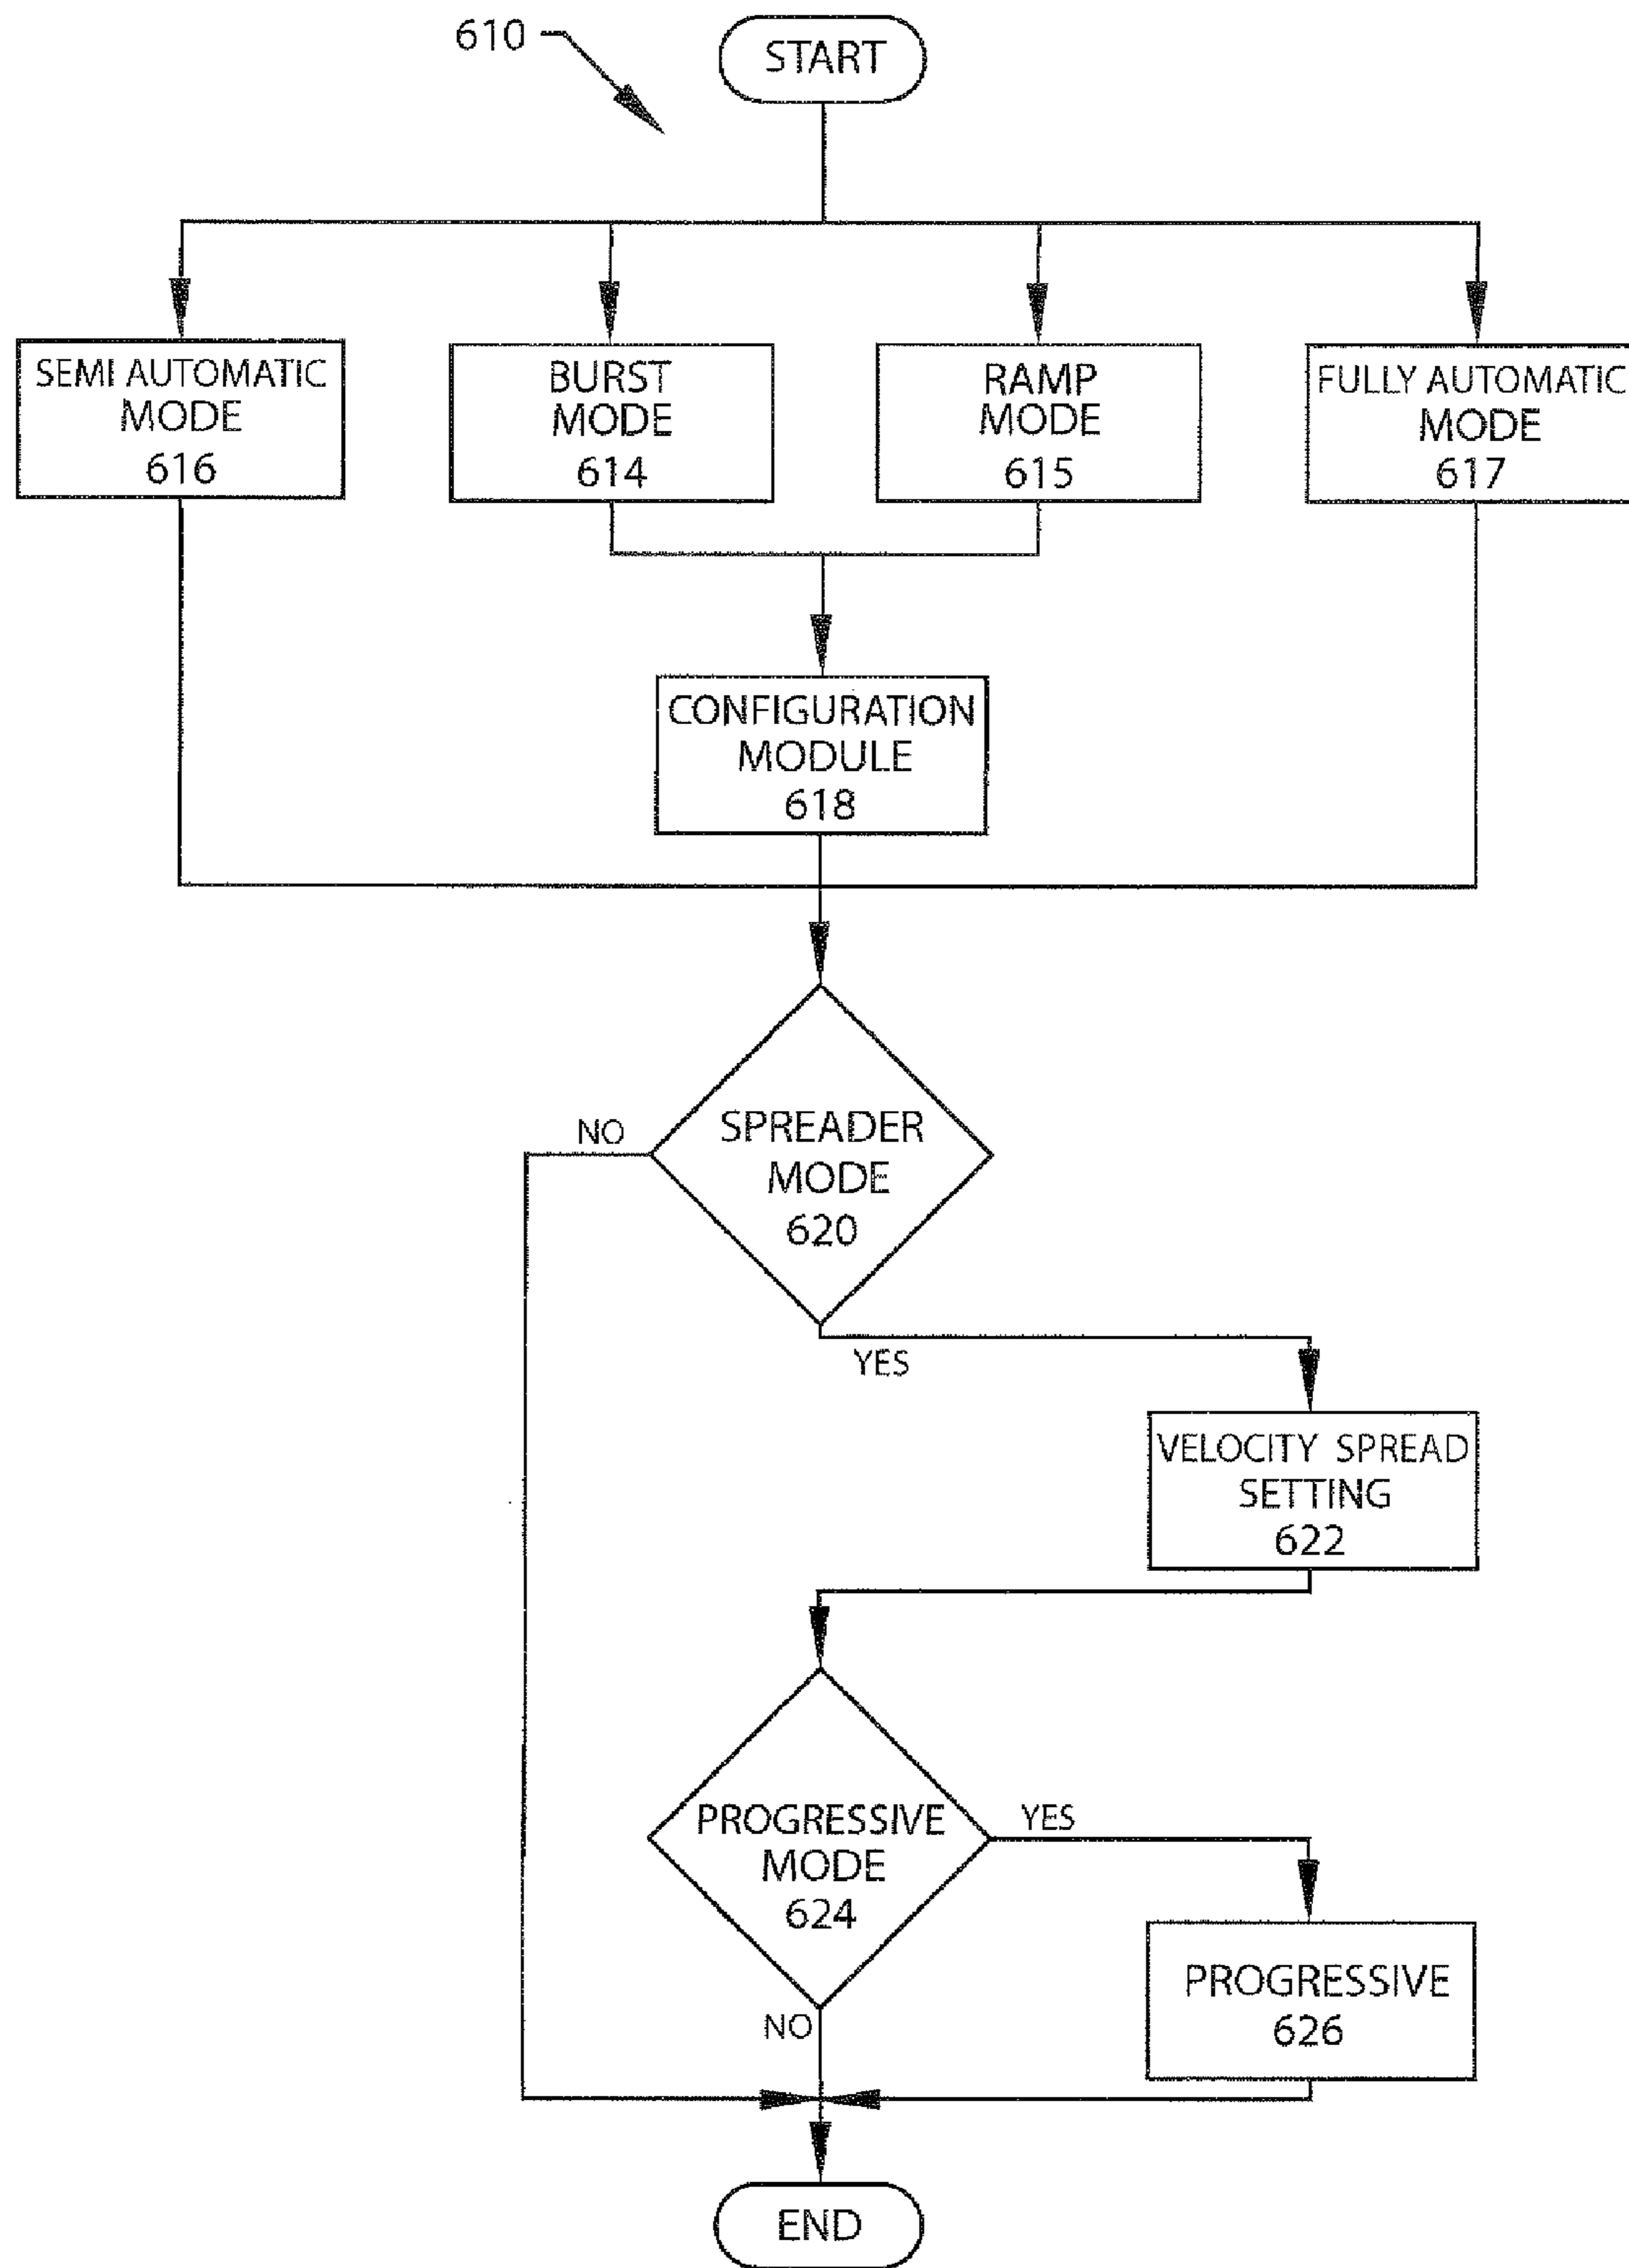 610
START
SEMI AUTOMATIC
MODE
616
BURST
MODE
614
RAMP
MODE
615
FULLY AUTOMATIC
MODE
617
CONFIGURATION
MODULE
618
SPREADER
MODE
620
NO
YES
VELOCITY SPREAD
SETTING
622
PROGRESSIVE
MODE
624
YES
NO
PROGRESSIVE
626
END